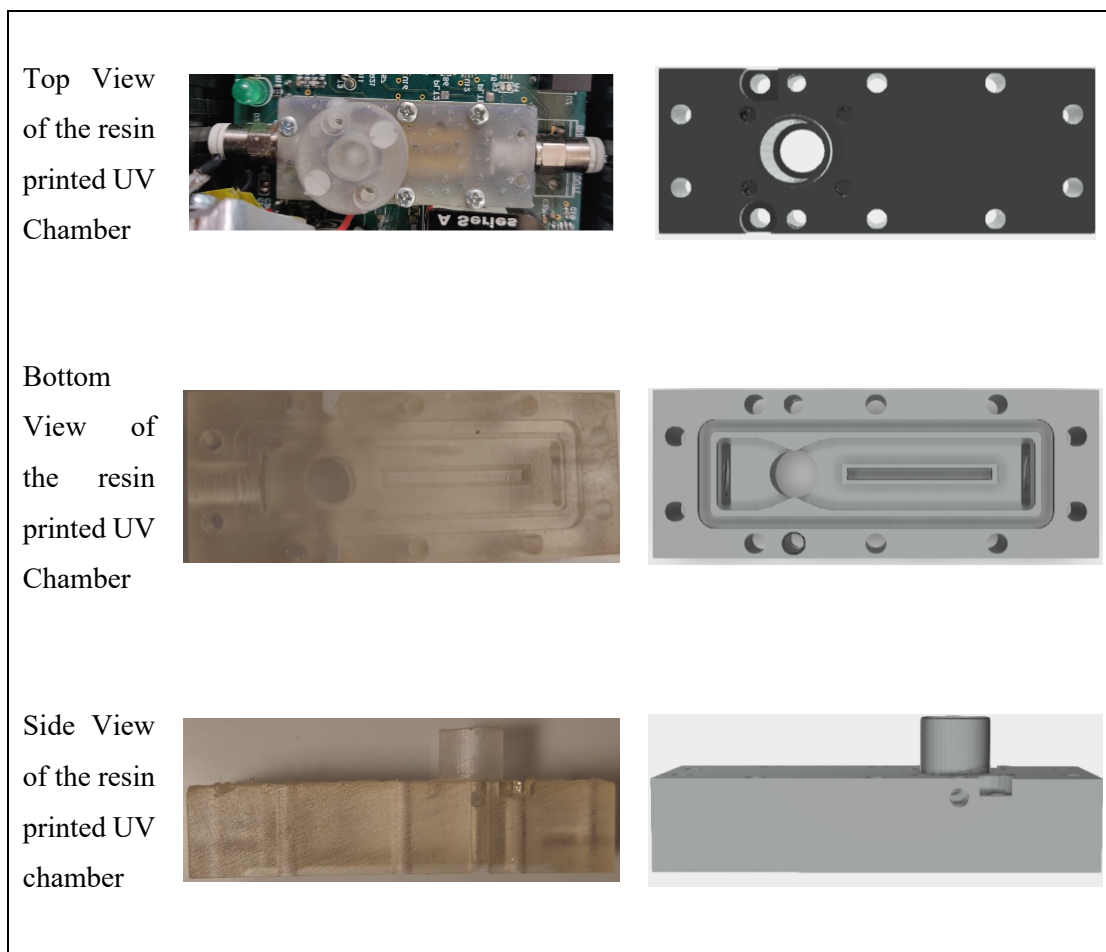 Top View
of the resin
printed UV
Chamber
A Series
Bottom
View of
the resin
printed UV
Chamber
Side View
of the resin
printed UV
chamber